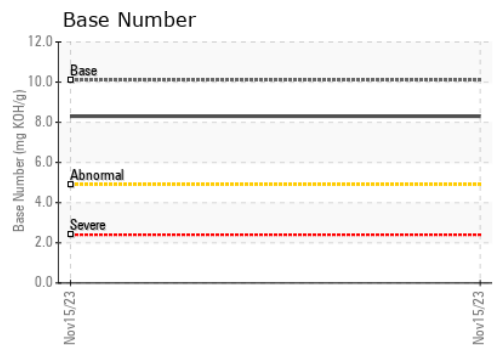 Base Number
Base Number (mg KOH/g)
12.0
10.0
8.0
6.0
4.0
2.0
0.0
Base
Abnormal
Severe
Nov15/23
Nov15/23